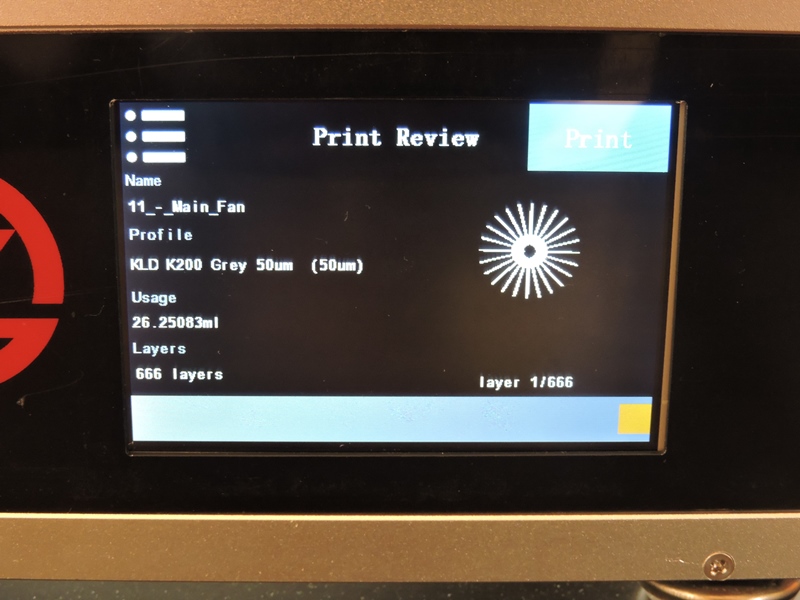 Print Review
Print
Name
11_-_Main_Fan
Profile
KLD K200 Grey 50um (50um)
Usage
26.25083ml
Layers
666 layers
layer 1/666